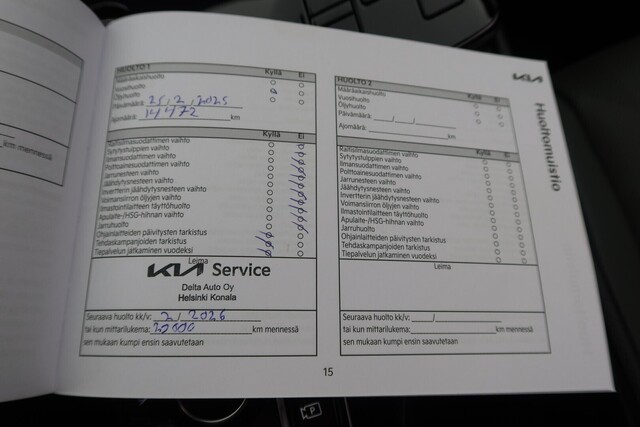 KIA
Huoltomuistio
HUOLTO 1 Kyllä Ei
Määräaikaishuolto
Vuosihuolto
Öljyhuolto
Päivämäärä: 25, 2, 2025
Ajomäärä: 14472 km
Kyllä Ei
Raitisilmasuodattimen vaihto
Sytytystulppien vaihto
Ilmansuodattimen vaihto
Polttoainesuodattimen vaihto
Jarrunesteen vaihto
Jäähdytysnesteen vaihto
Invertterin jäähdytysnesteen vaihto
Voimansiirron öljyjen vaihto
Ilmastointilaitteen täyttöhuolto
Apulaite-/HSG-hihnan vaihto
Jarruhuolto
Ohjainlaitteiden päivitysten tarkistus
Tehdaskampanjoiden tarkistus
Tiepalvelun jatkaminen vuodeksi
Leima
KIA Service
Delta Auto Oy
Helsinki Konala
Seuraava huolto kk/v: 2 / 2026
tai kun mittarilukema: km mennessä
sen mukaan kumpi ensin saavutetaan
HUOLTO 2 Kyllä Ei
Määräaikaishuolto
Vuosihuolto
Öljyhuolto
Päivämäärä: / /
Ajomäärä: km
Kyllä Ei
Raitisilmasuodattimen vaihto
Sytytystulppien vaihto
Ilmansuodattimen vaihto
Polttoainesuodattimen vaihto
Jarrunesteen vaihto
Jäähdytysnesteen vaihto
Invertterin jäähdytysnesteen vaihto
Voimansiirron öljyjen vaihto
Ilmastointilaitteen täyttöhuolto
Apulaite-/HSG-hihnan vaihto
Jarruhuolto
Ohjainlaitteiden päivitysten tarkistus
Tehdaskampanjoiden tarkistus
Tiepalvelun jatkaminen vuodeksi
Leima
Seuraava huolto kk/v: /
tai kun mittarilukema: km mennessä
sen mukaan kumpi ensin saavutetaan
15
km mennessä
P